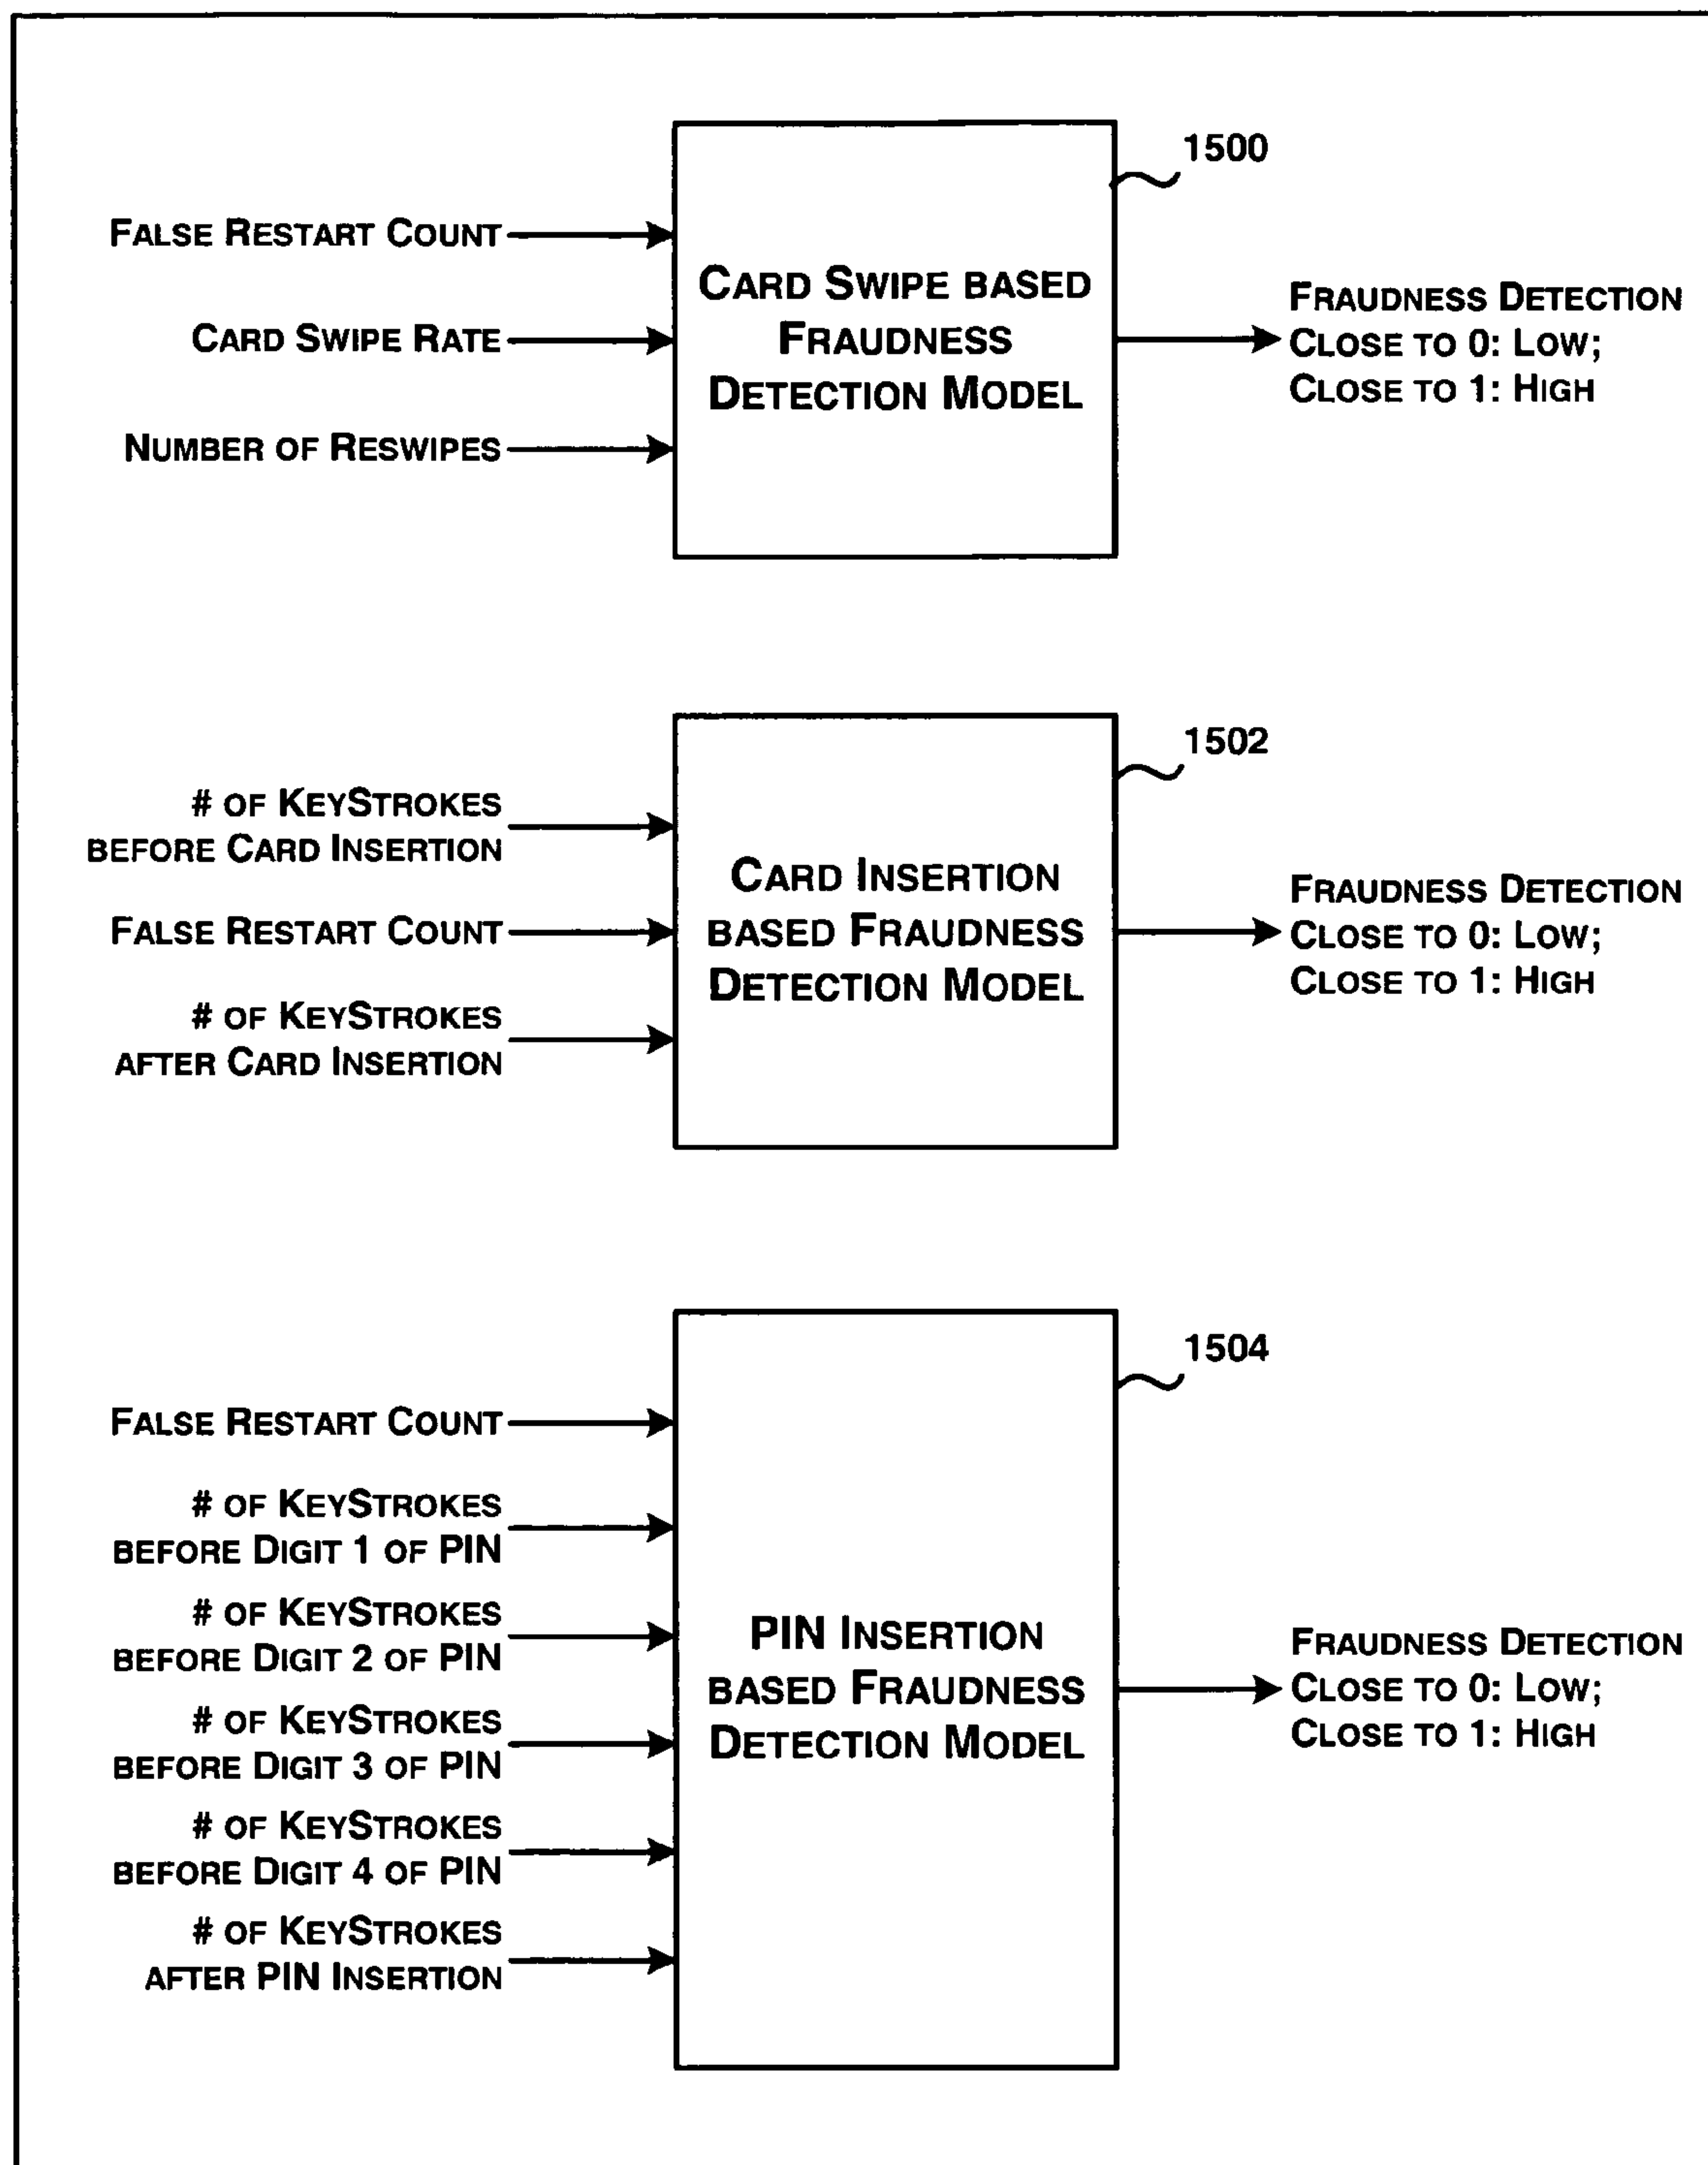 1500
FALSE RESTART COUNT
CARD SWIPE RATE
NUMBER OF RESWIPES
CARD SWIPE BASED
FRAUDNESS
DETECTION MODEL
FRAUDNESS DETECTION
CLOSE TO 0: LOW;
CLOSE TO 1: HIGH
1502
# OF KEYSTROKES
BEFORE CARD INSERTION
FALSE RESTART COUNT
# OF KEYSTROKES
AFTER CARD INSERTION
CARD INSERTION
BASED FRAUDNESS
DETECTION MODEL
FRAUDNESS DETECTION
CLOSE TO 0: LOW;
CLOSE TO 1: HIGH
1504
FALSE RESTART COUNT
# OF KEYSTROKES
BEFORE DIGIT 1 OF PIN
# OF KEYSTROKES
BEFORE DIGIT 2 OF PIN
# OF KEYSTROKES
BEFORE DIGIT 3 OF PIN
# OF KEYSTROKES
BEFORE DIGIT 4 OF PIN
# OF KEYSTROKES
AFTER PIN INSERTION
PIN INSERTION
BASED FRAUDNESS
DETECTION MODEL
FRAUDNESS DETECTION
CLOSE TO 0: LOW;
CLOSE TO 1: HIGH